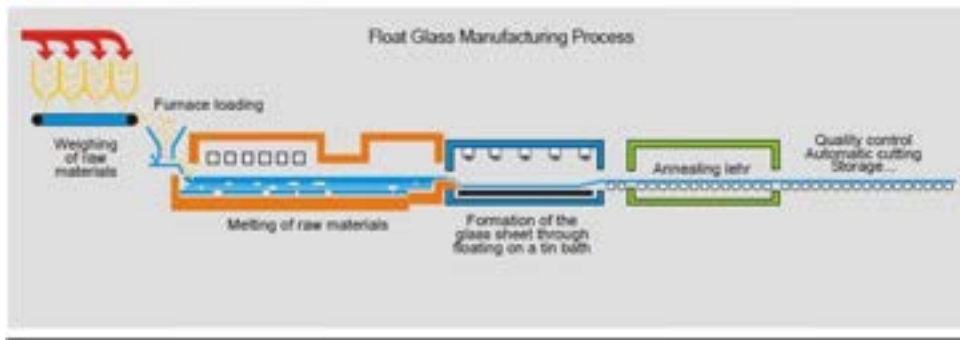 Float Glass Manufacturing Process
Furnace loading
Weighing
of raw
materials
Melting of raw materials
Formation of the
glass sheet through
floating on a tin bath
Annealing lehr
Quality control
Automatic cutting
Storage...